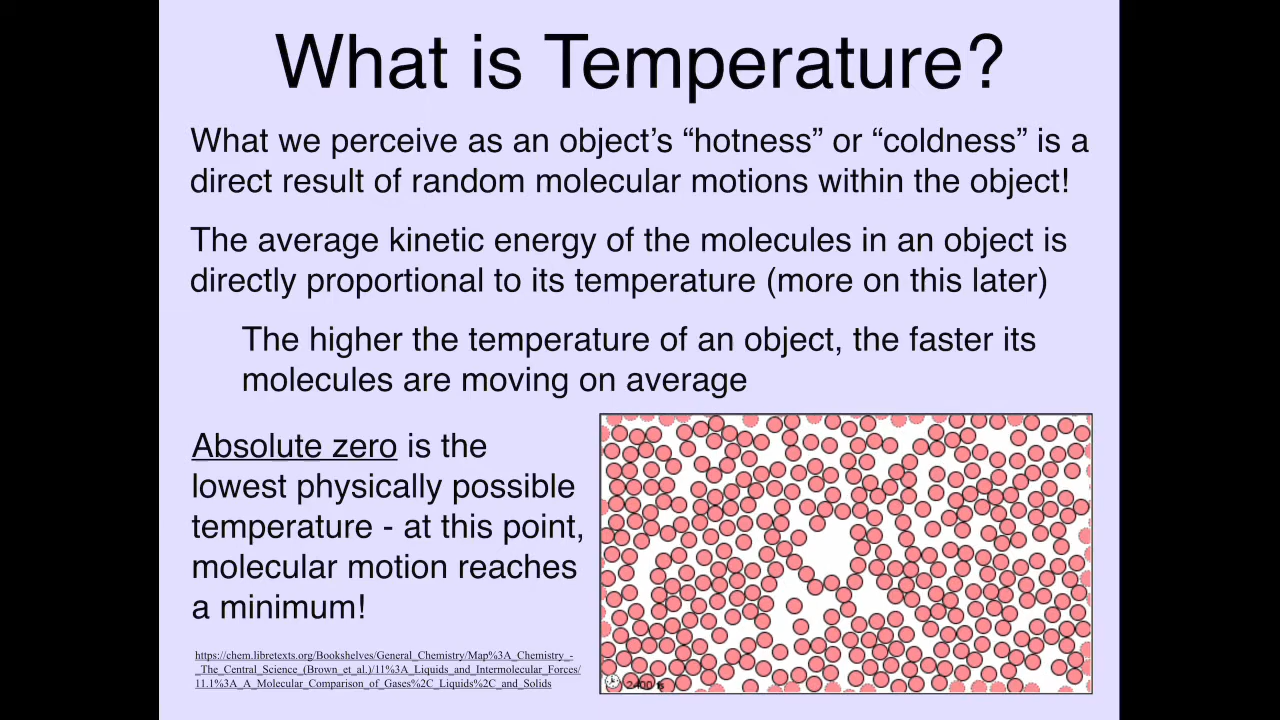 What is Temperature?
What we perceive as an object’s “hotness” or “coldness” is a
direct result of random molecular motions within the object!
The average kinetic energy of the molecules in an object is
directly proportional to its temperature (more on this later)
The higher the temperature of an object, the faster its
molecules are moving on average
Absolute zero is the
lowest physically possible
temperature - at this point,
molecular motion reaches
a minimum!
https://chem.libretexts.org/Bookshelves/General_Chemistry/Map%3A_Chemistry_-
_The_Central_Science_(Brown_et_al.)/11%3A_Liquids_and_Intermolecular_Forces/
11.1%3A_A_Molecular_Comparison_of_Gases%2C_Liquids%2C_and_Solids